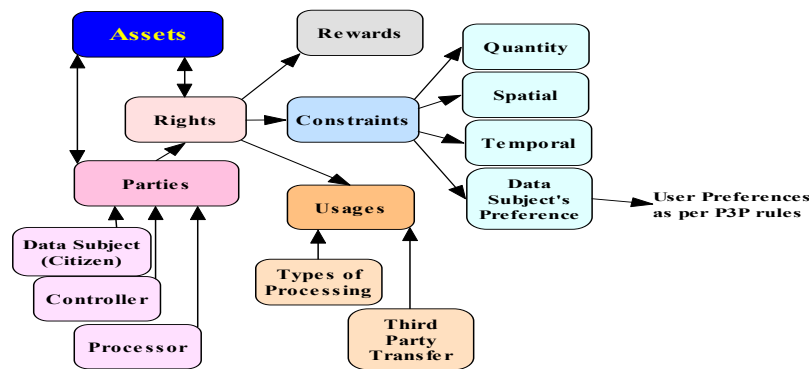 Assets
Rewards
Quantity
Spatial
Rights
Constraints
Temporal
Parties
Data
Subject's
Preference
User Preferences
as per P3P rules
Usages
Data Subject
(Citizen)
Types of
Processing
Controller
Third
Party
Transfer
Processor